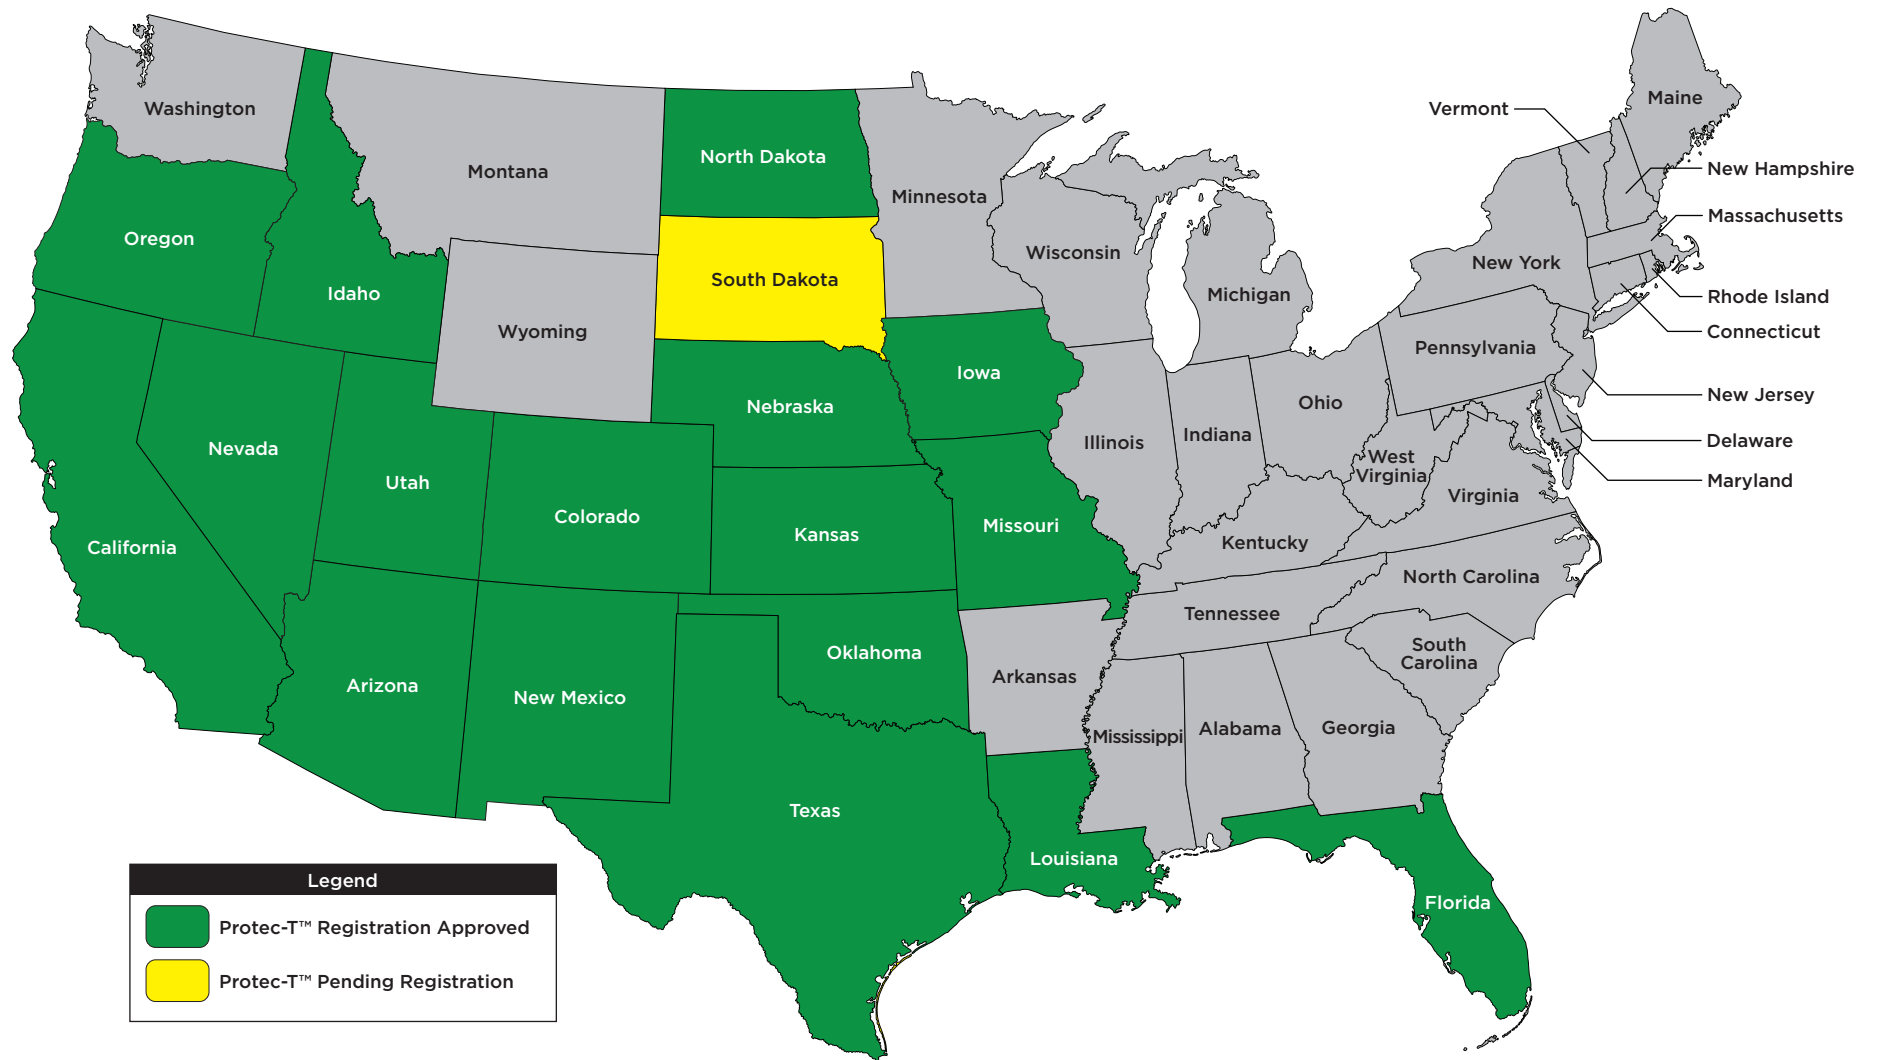 Washington
Montana
North Dakota
Minnesota
Maine
Vermont
New Hampshire
Massachusetts
Oregon
Idaho
Wyoming
South Dakota
Wisconsin
Michigan
New York
Rhode Island
Connecticut
Pennsylvania
New Jersey
Iowa
Nebraska
Illinois
Indiana
Ohio
West
Virginia
Delaware
Maryland
Virginia
Nevada
Utah
Colorado
Kansas
Missouri
Kentucky
California
North Carolina
Tennessee
South
Carolina
Oklahoma
Arkansas
Arizona
New Mexico
Mississippi
Alabama
Georgia
Texas
Louisiana
Florida
Legend
Protec-T™ Registration Approved
Protec-T™ Pending Registration